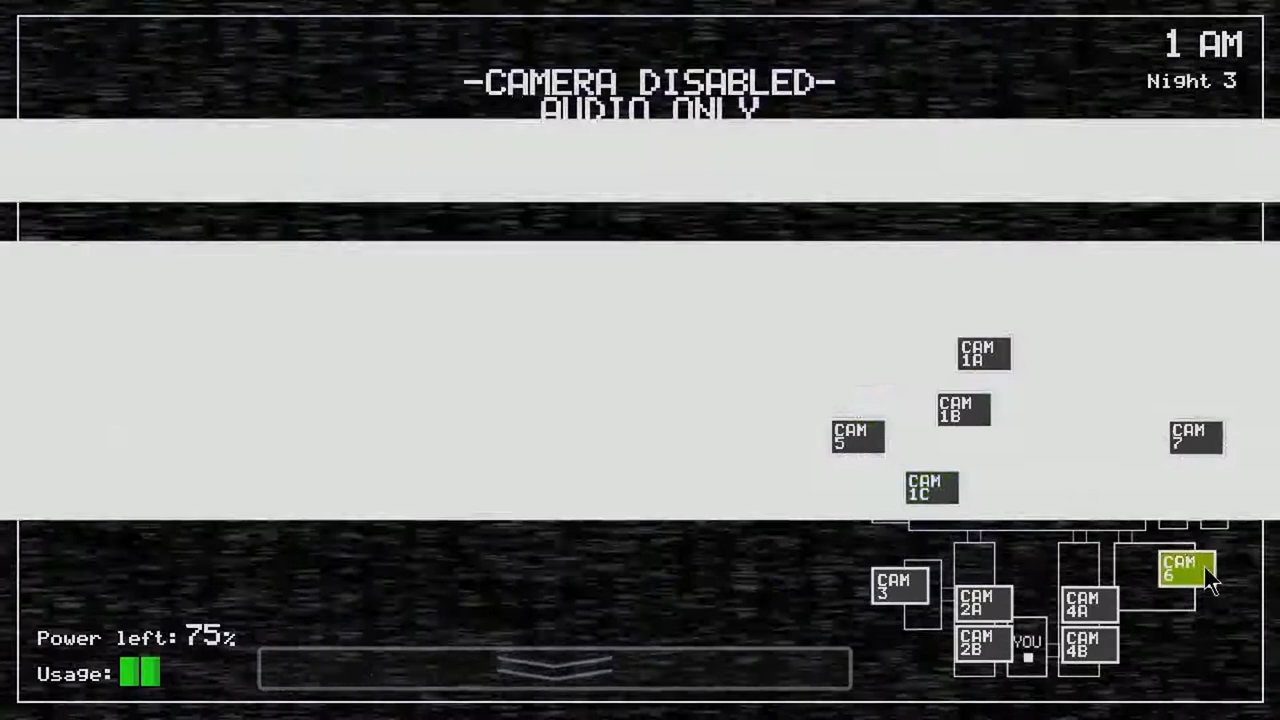 1 AM
Night 3
-CAMERA DISABLED-
AUDIO ONLY
CAM
1A
CAM
1B
CAM
5
CAM
7
CAM
1C
CAM
6
CAM
3
CAM
2A
CAM
4A
CAM
2B
YOU
CAM
4B
Power left: 75%
Usage: